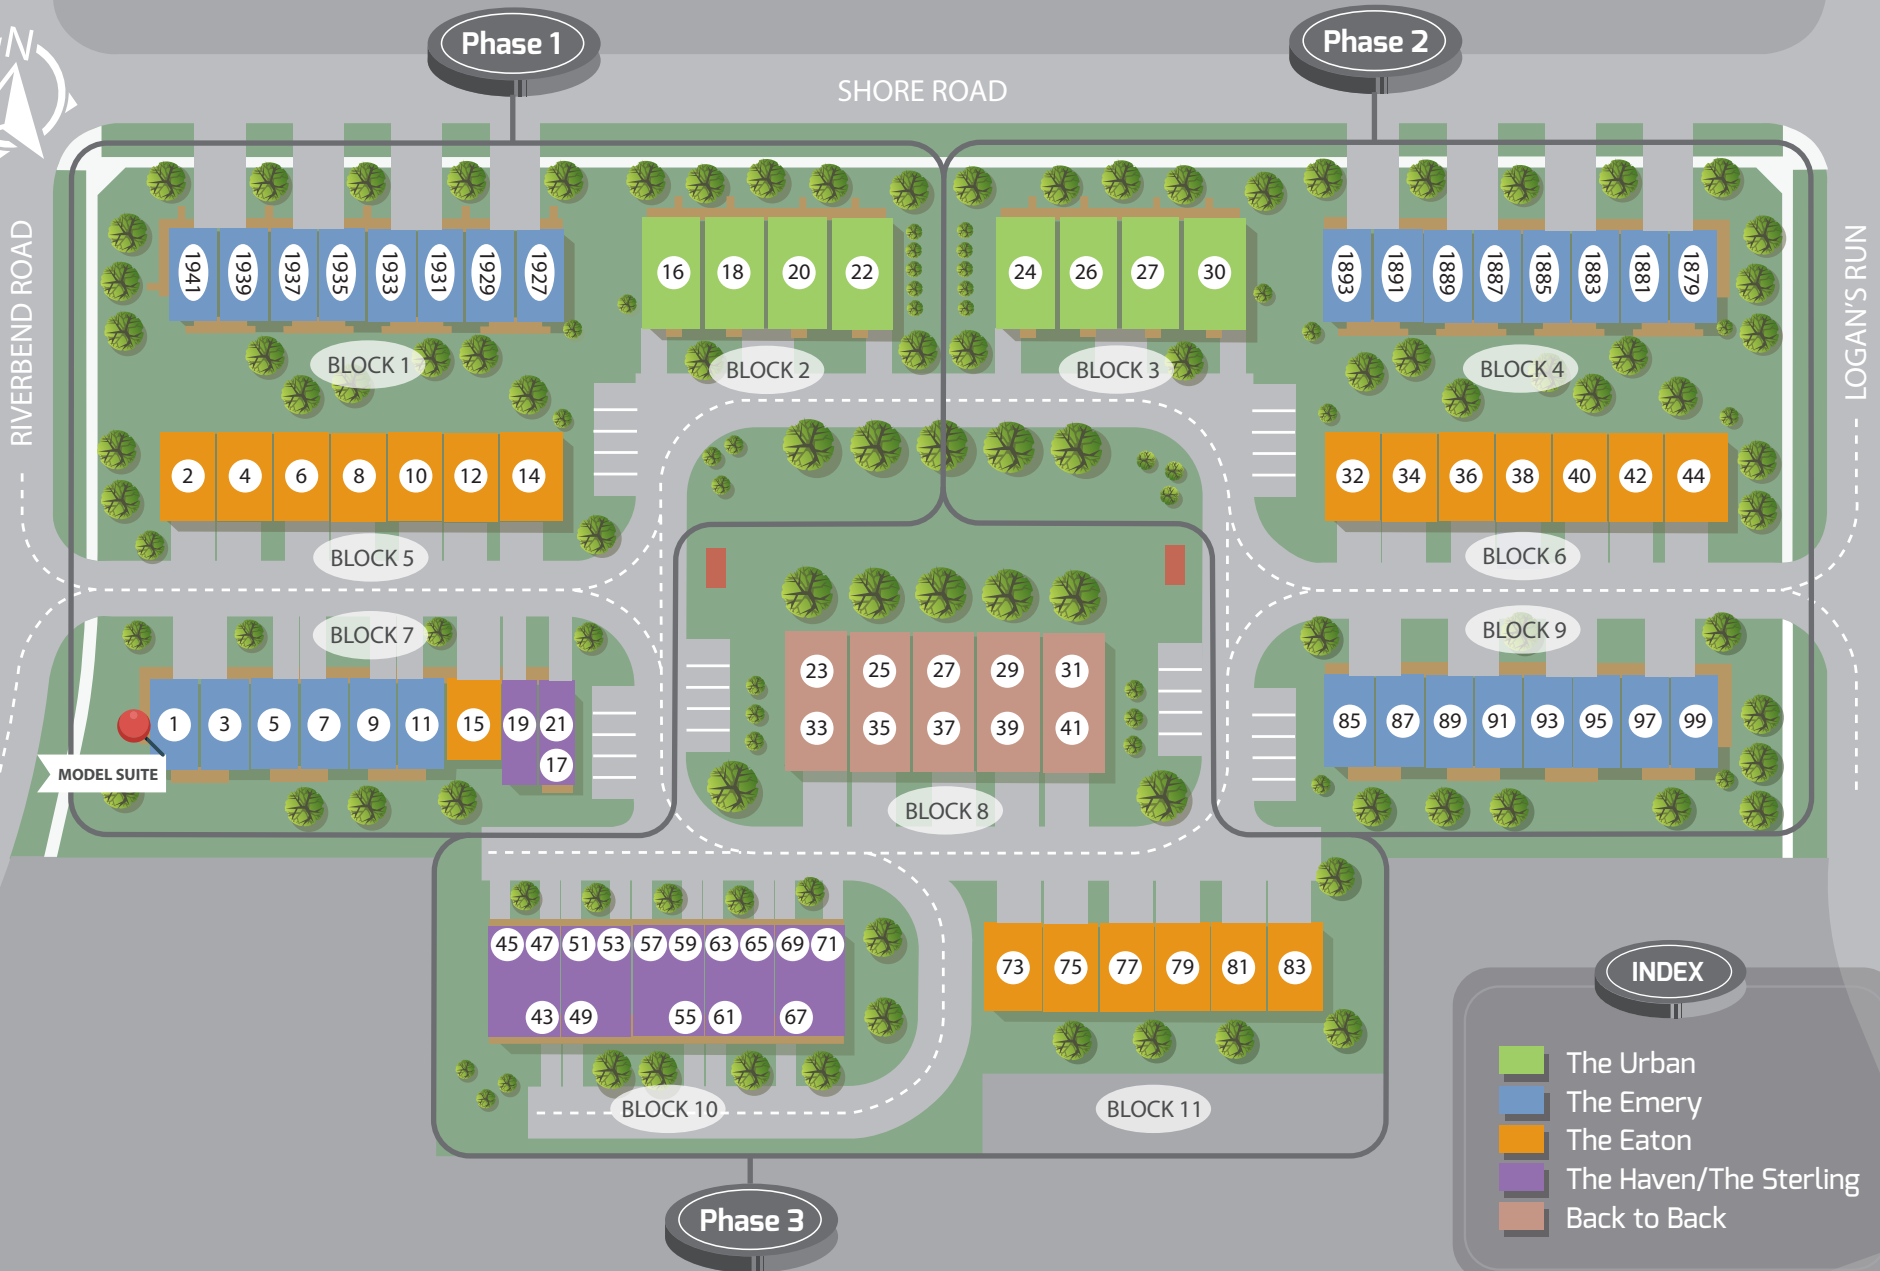 N
Phase 1
Phase 2
SHORE ROAD
RIVERBEND ROAD
LOGAN'S RUN
1941 1939 1937 1935 1933 1931 1929 1927
16 18 20 22
24 26 27 30
1893 1891 1889 1887 1885 1883 1881 1879
BLOCK 1
BLOCK 2
BLOCK 3
BLOCK 4
2 4 6 8 10 12 14
32 34 36 38 40 42 44
BLOCK 5
BLOCK 6
BLOCK 7
BLOCK 9
1 3 5 7 9 11 15 19 21
17
MODEL SUITE
23 25 27 29 31
33 35 37 39 41
85 87 89 91 93 95 97 99
BLOCK 8
45 47 51 53 57 59 63 65 69 71
43 49 55 61 67
73 75 77 79 81 83
BLOCK 10
BLOCK 11
Phase 3
INDEX
The Urban
The Emery
The Eaton
The Haven/The Sterling
Back to Back